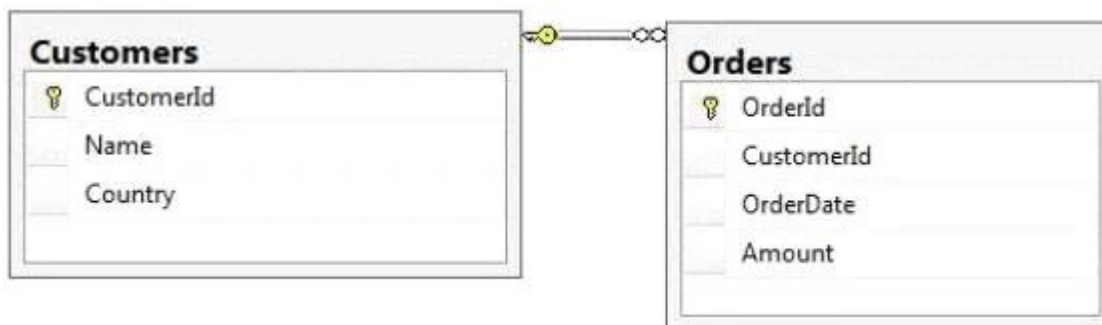 Customers
CustomerId
Name
Country
Orders
OrderId
CustomerId
OrderDate
Amount